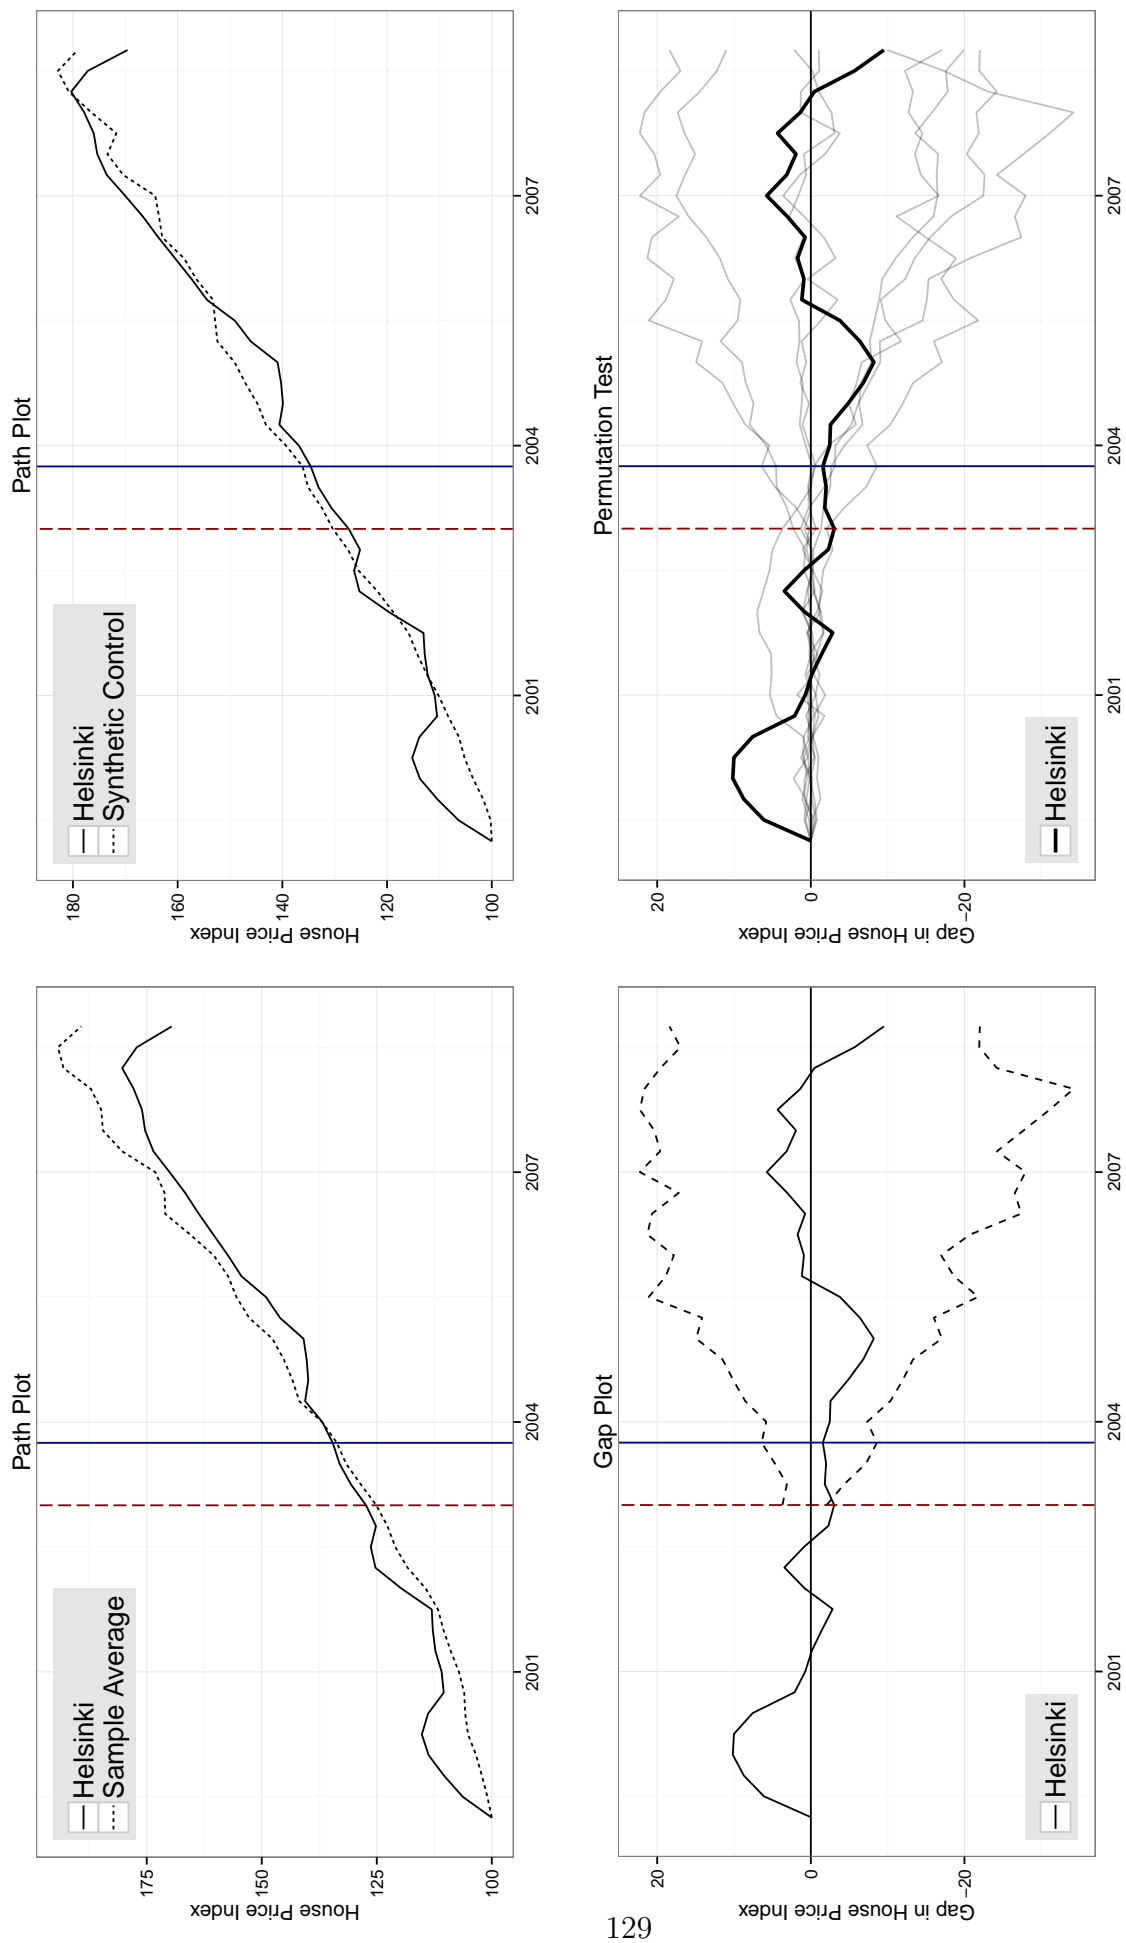 Path Plot
Helsinki
Sample Average
House Price Index
175
150
125
100
2001
2004
2007
Path Plot
Helsinki
Synthetic Control
House Price Index
180
160
140
120
100
2001
2004
2007
Gap Plot
Helsinki
Gap in House Price Index
20
0
−20
2001
2004
2007
Permutation Test
Helsinki
Gap in House Price Index
20
0
−20
2001
2004
2007
129